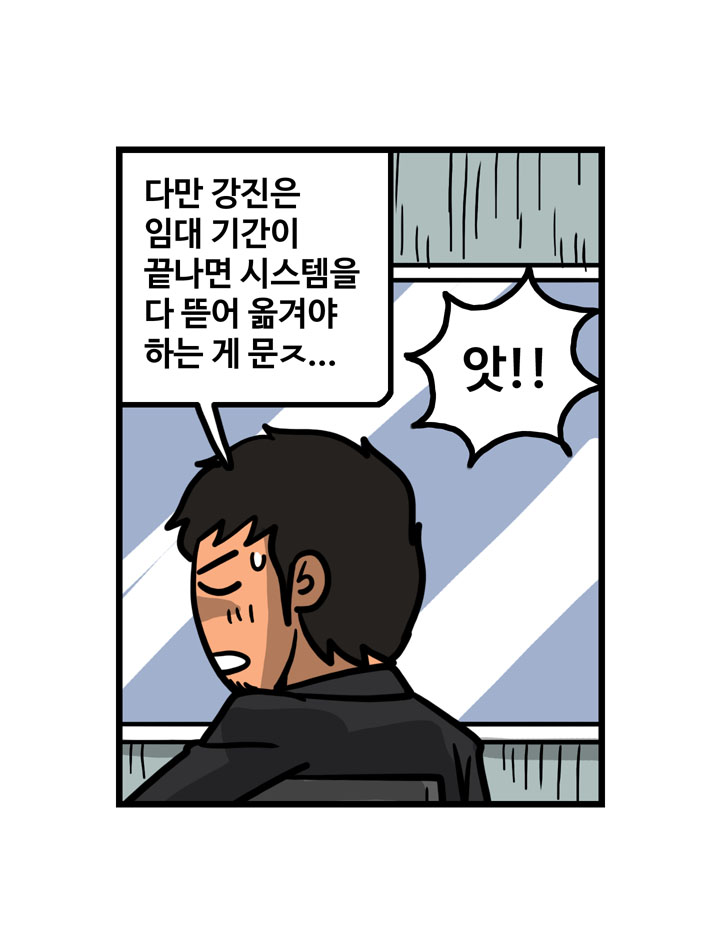 다만 강진은
임대 기간이
끝나면 시스템을
다 뜯어 옮겨야
하는 게 문ㅈ...
앗!!